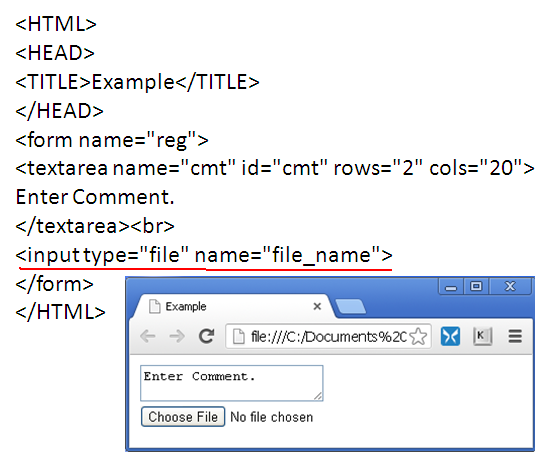 <HTML>
<HEAD>
<TITLE>Example</TITLE>
</HEAD>
<form name="reg">
<textarea name="cmt" id="cmt" rows="2" cols="20">
Enter Comment.
</textarea><br>
<input type="file" name="file_name">
</form>
</HTML>
Example
file:///C:/Documents%20
K
Enter Comment.
Choose File No file chosen